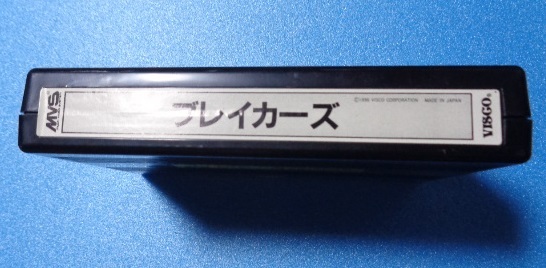 MVS
ブレイカーズ
©1996 VISCO CORPORATION MADE IN JAPAN
VISCO®